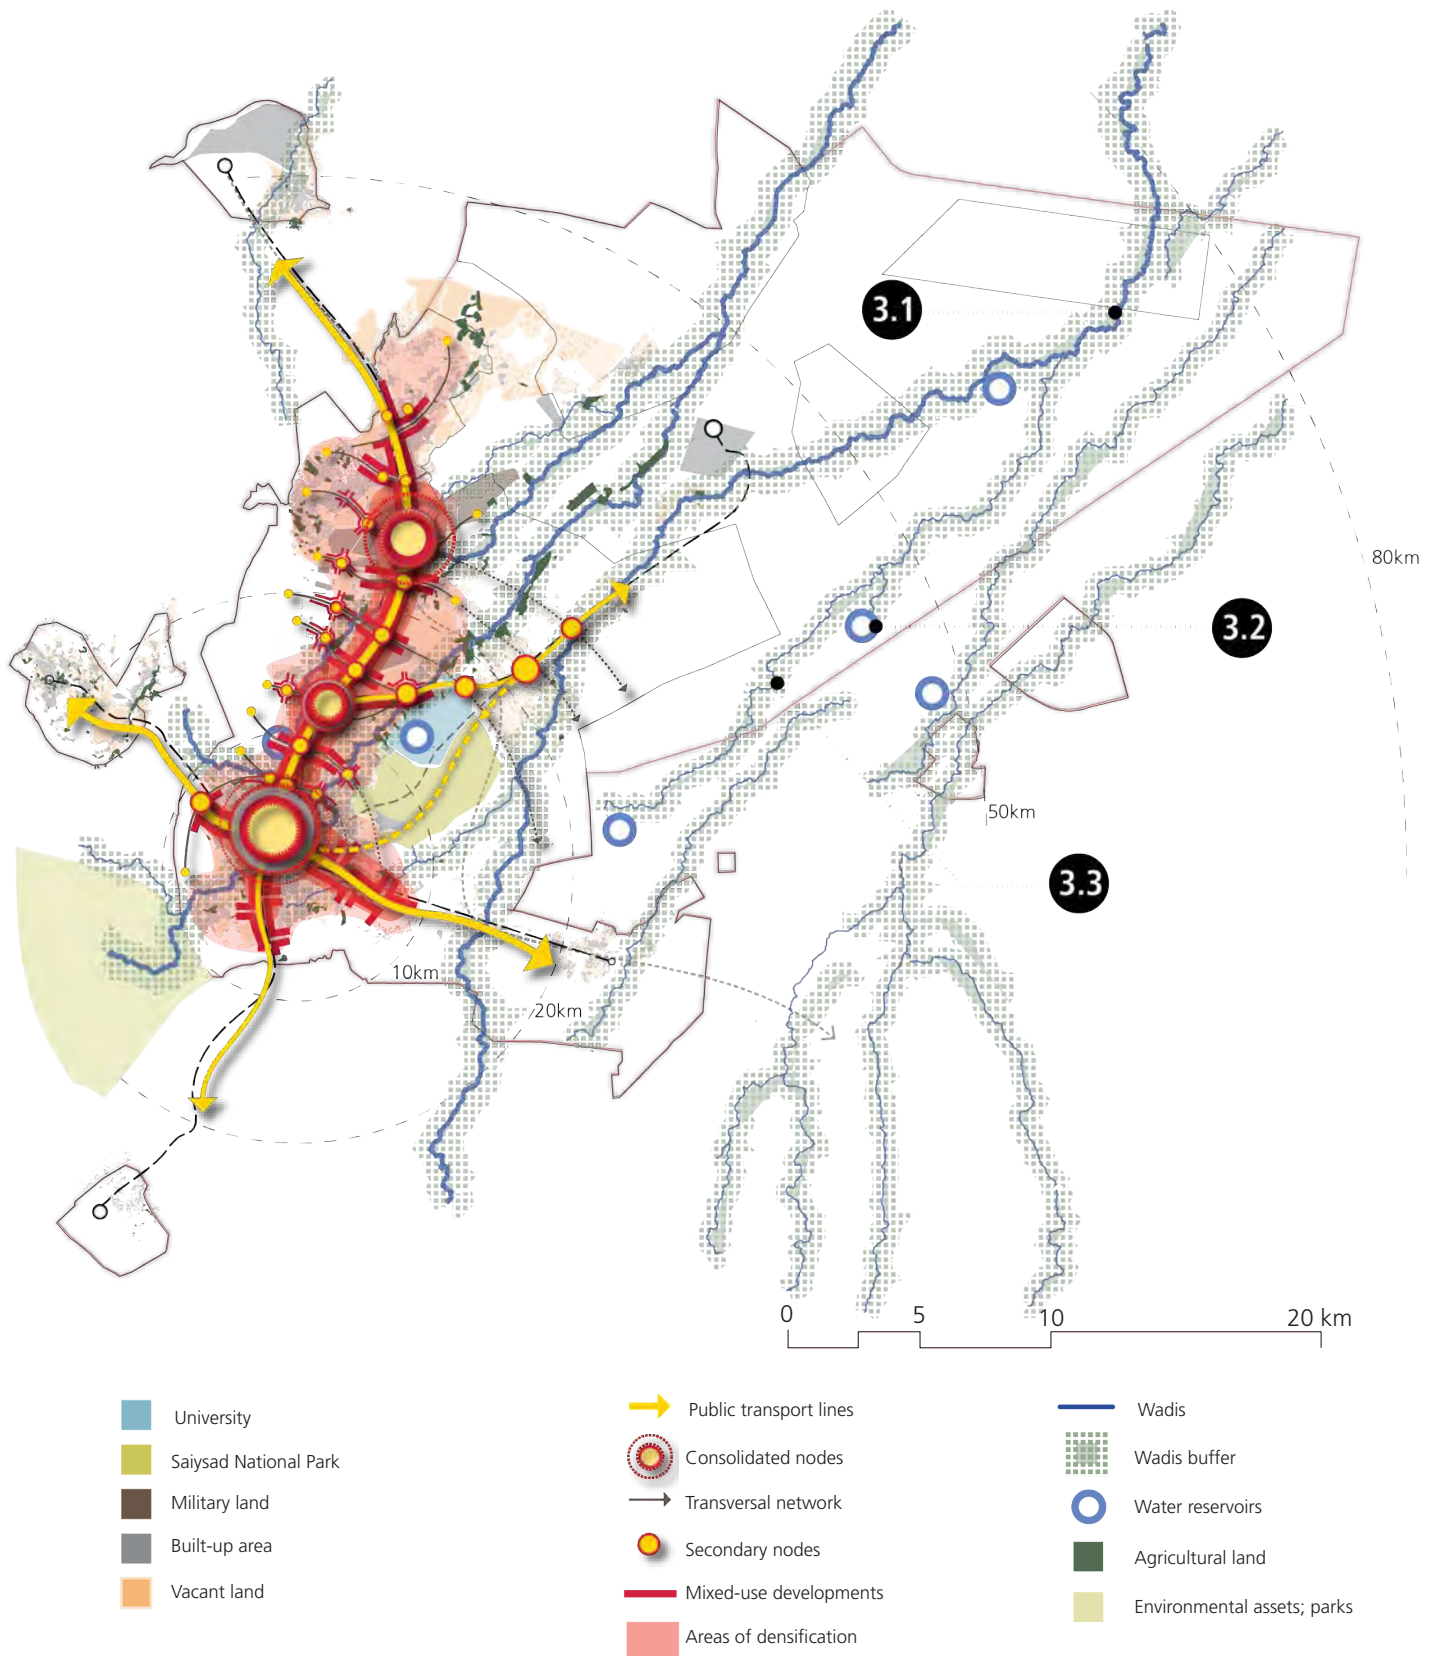 3.1
80km
3.2
50km
3.3
10km
20km
0 5 10 20 km
University
Saiysad National Park
Military land
Built-up area
Vacant land
Public transport lines
Consolidated nodes
Transversal network
Secondary nodes
Mixed-use developments
Areas of densification
Wadis
Wadis buffer
Water reservoirs
Agricultural land
Environmental assets; parks